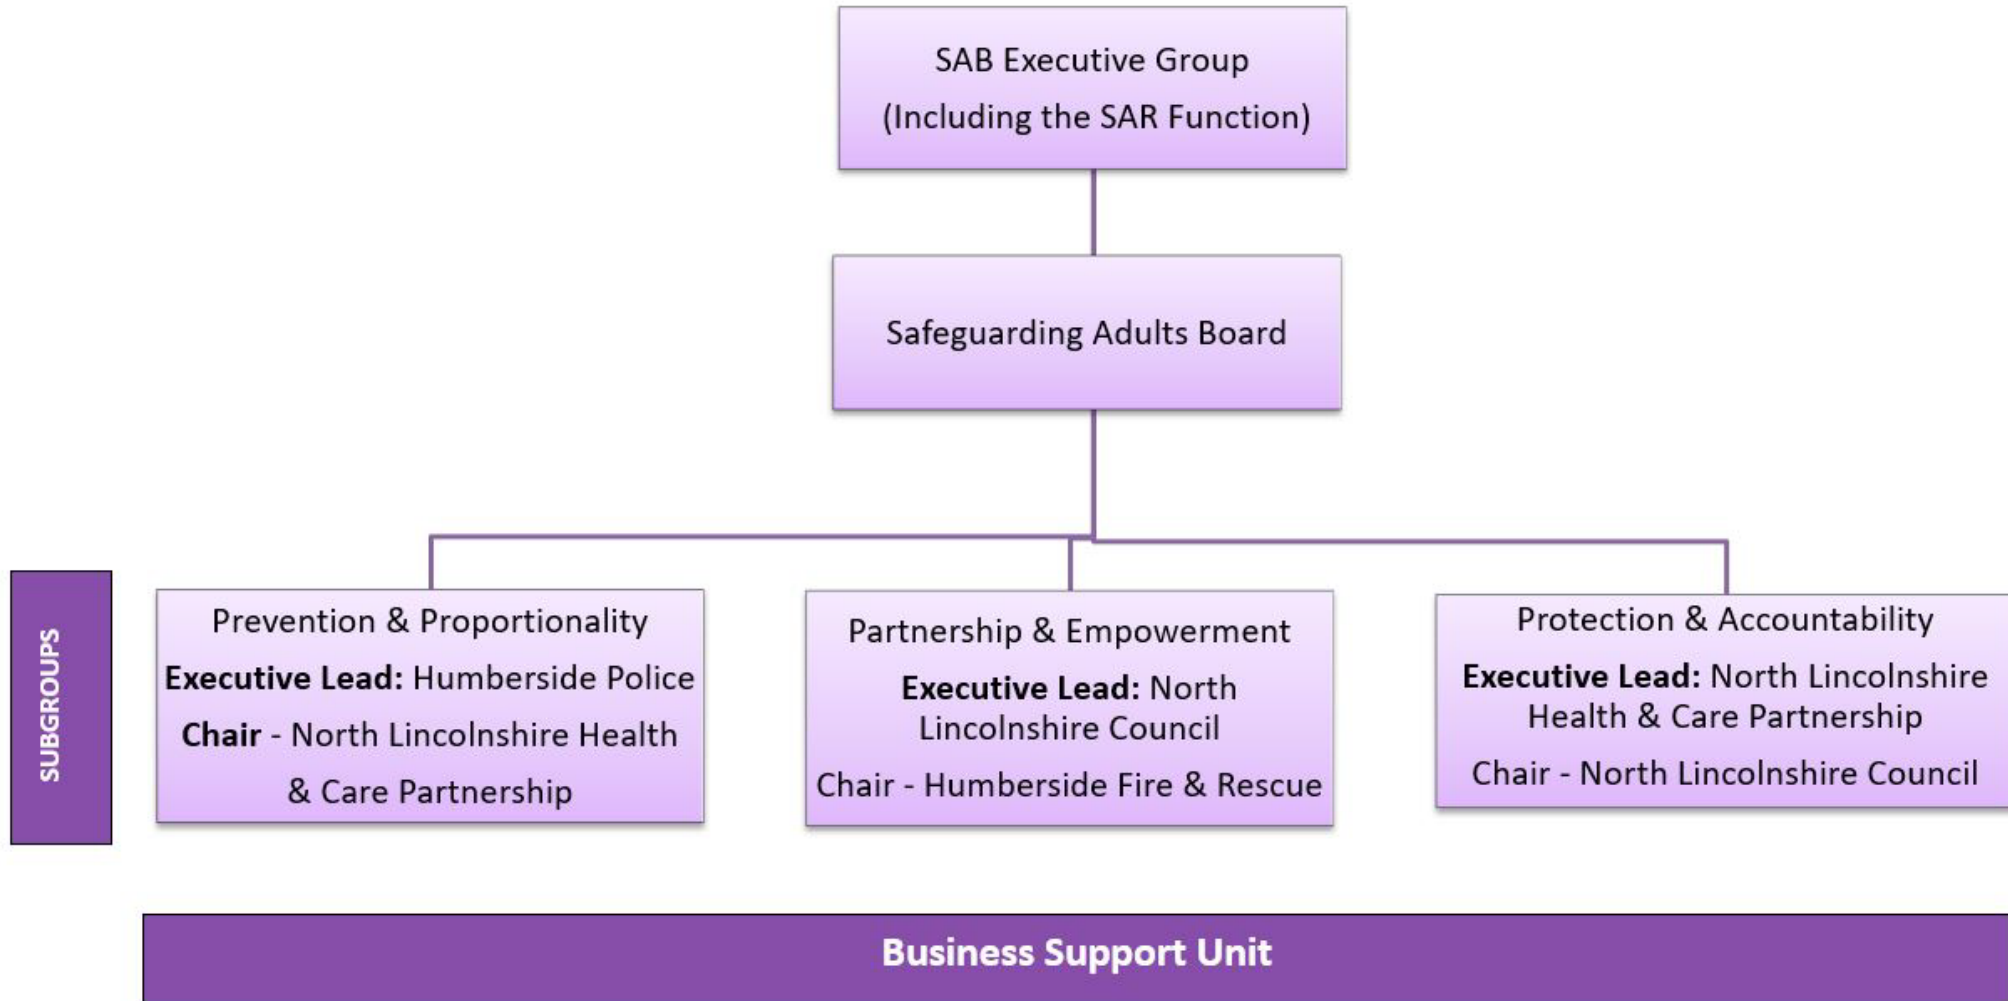 SAB Executive Group
(Including the SAR Function)
Safeguarding Adults Board
SUBGROUPS
Prevention & Proportionality
Executive Lead: Humberside Police
Chair - North Lincolnshire Health
& Care Partnership
Partnership & Empowerment
Executive Lead: North
Lincolnshire Council
Chair - Humberside Fire & Rescue
Protection & Accountability
Executive Lead: North Lincolnshire
Health & Care Partnership
Chair - North Lincolnshire Council
Business Support Unit